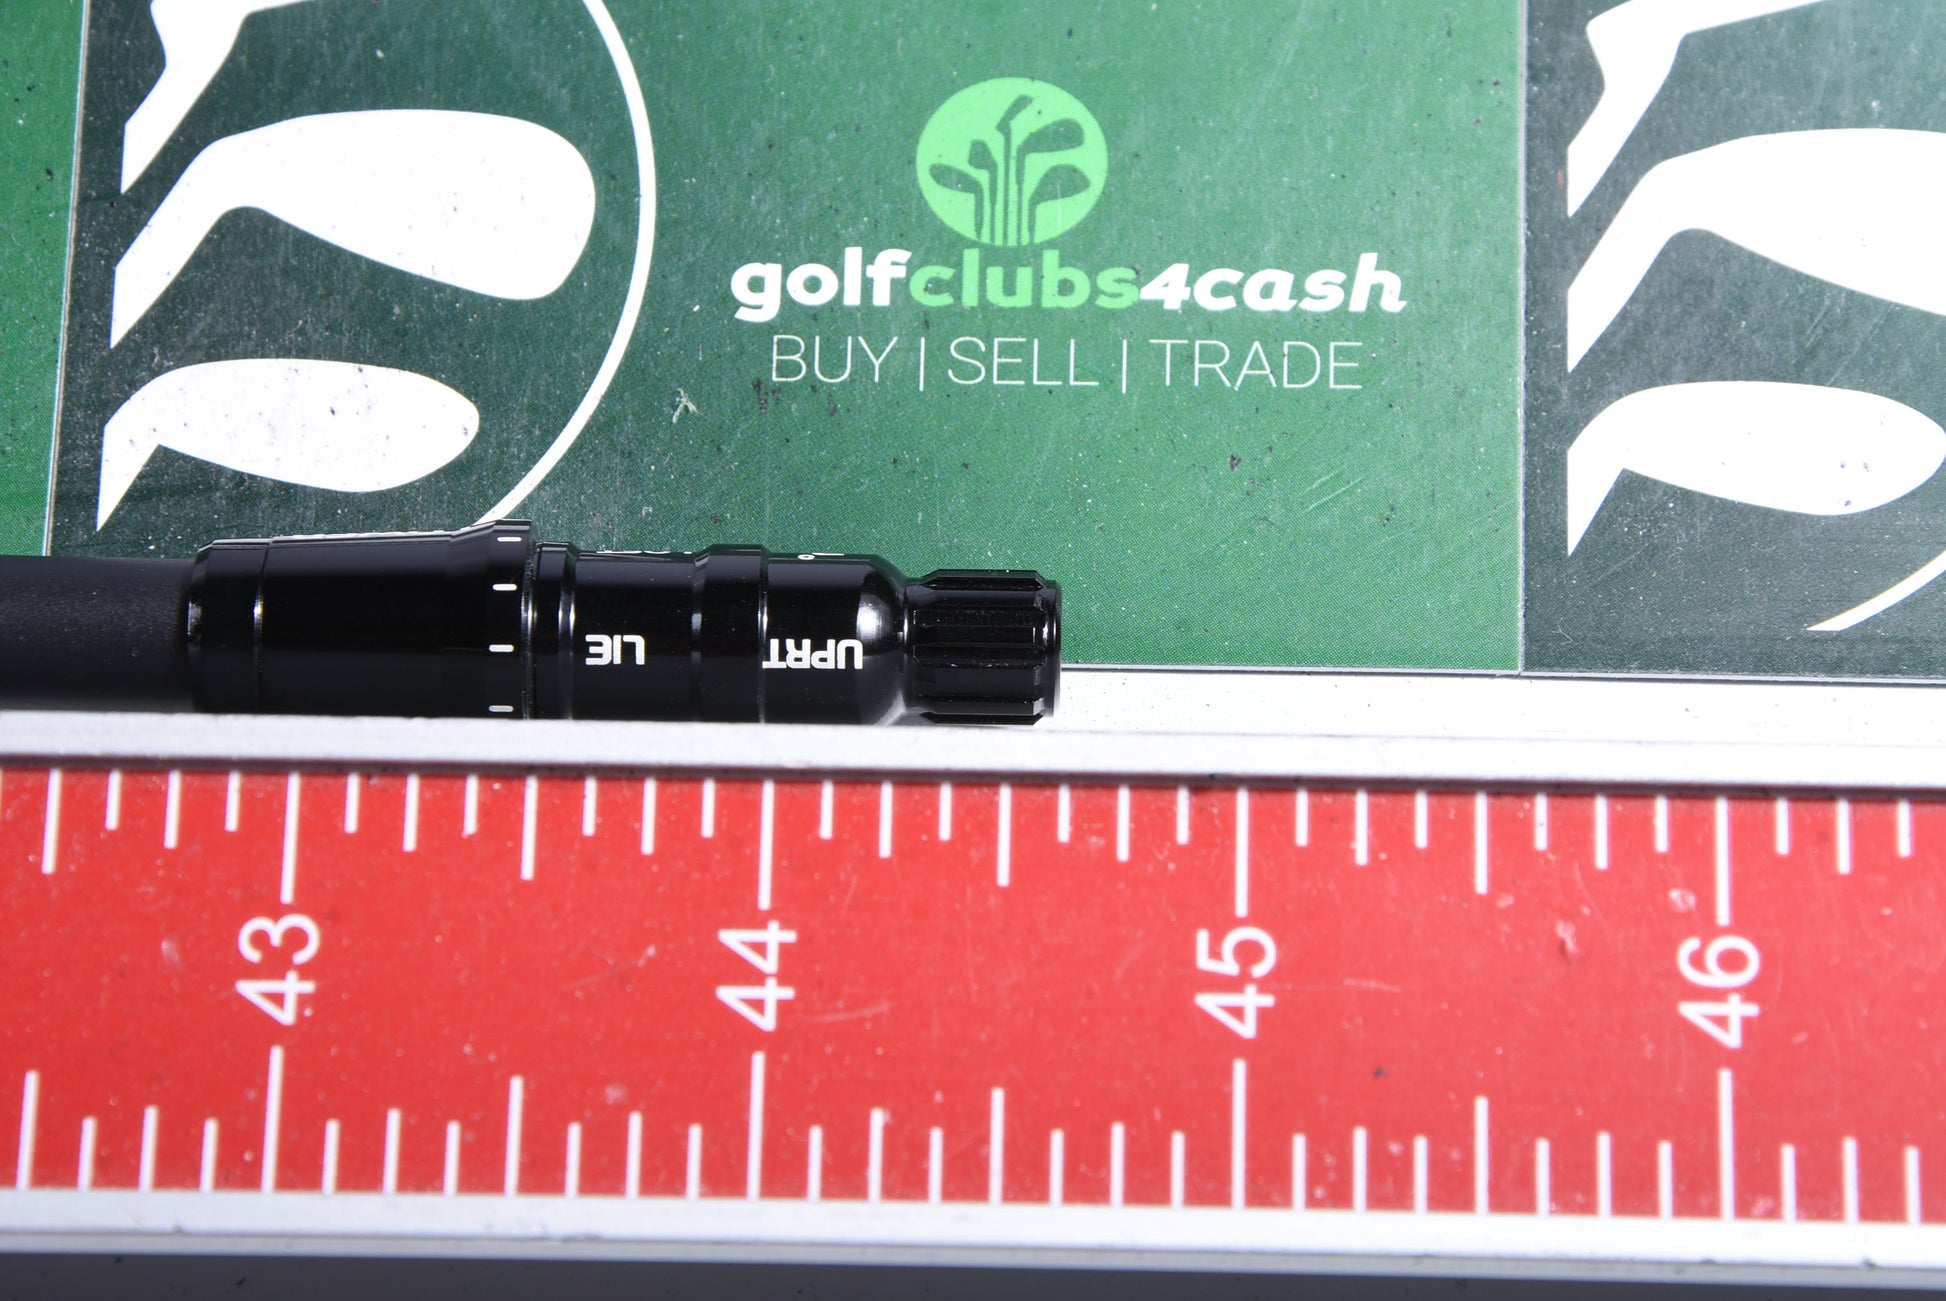 golfclubs4cash
BUY | SELL | TRADE
LIE
UPRT
43
44
45
46